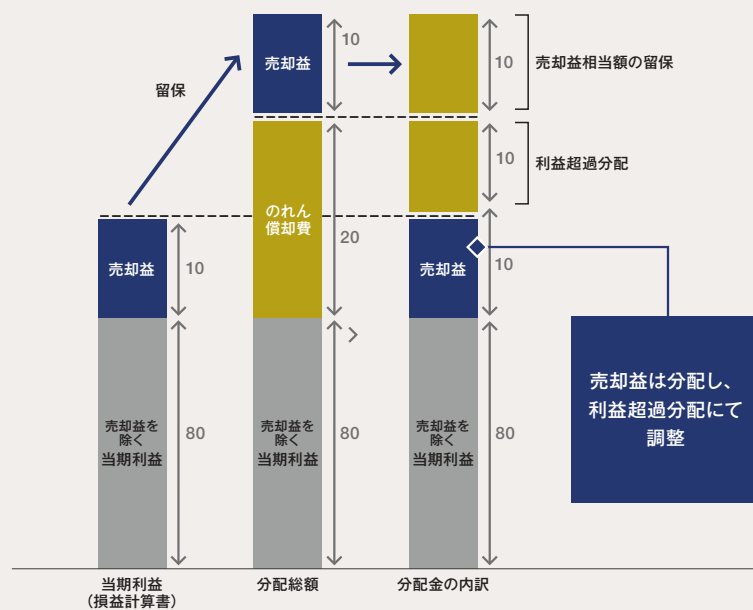 留保
売却益
10
10
売却益相当額の留保
のれん
償却費
20
10
利益超過分配
売却益
10
売却益
10
売却益は分配し、
利益超過分配にて
調整
売却益を
除く
当期利益
80
売却益を
除く
当期利益
80
売却益を
除く
当期利益
80
当期利益
（損益計算書）
分配総額
分配金の内訳